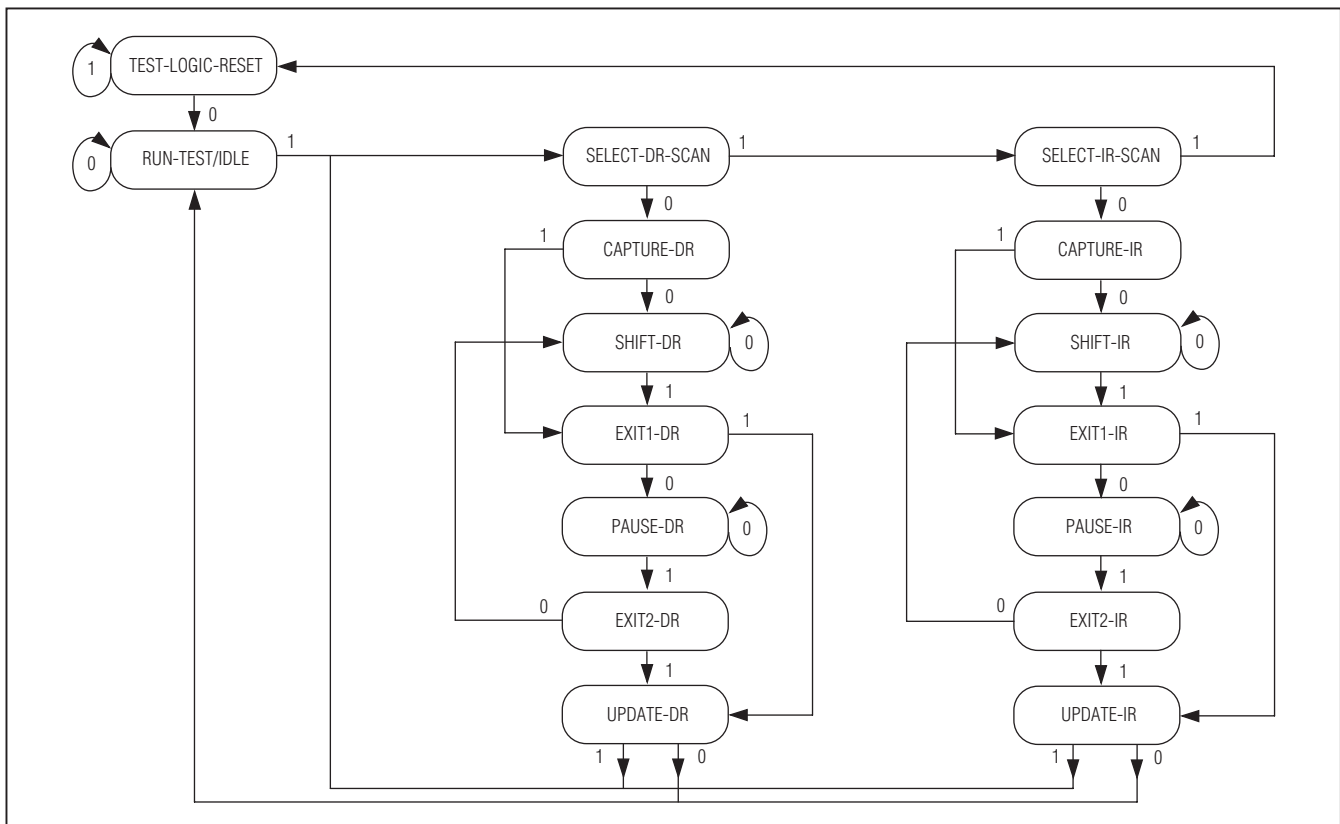 TEST-LOGIC-RESET
1
0
RUN-TEST/IDLE
0
1
SELECT-DR-SCAN
1
0
CAPTURE-DR
1
0
SHIFT-DR
0
1
EXIT1-DR
1
0
PAUSE-DR
0
1
EXIT2-DR
0
1
UPDATE-DR
1
0
SELECT-IR-SCAN
1
0
CAPTURE-IR
1
0
SHIFT-IR
0
1
EXIT1-IR
1
0
PAUSE-IR
0
1
EXIT2-IR
0
1
UPDATE-IR
1
0